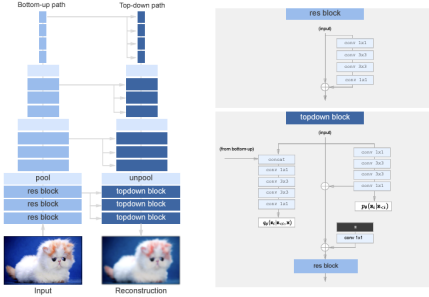 Bottom-up path
Top-down path
pool
unpool
res block
topdown block
res block
topdown block
res block
topdown block
Input
Reconstruction
res block
(input)
conv 1x1
conv 3x3
conv 3x3
conv 1x1
topdown block
(input)
(from bottom-up)
concat
conv 1x1
conv 3x3
conv 3x3
conv 1x1
conv 1x1
conv 3x3
conv 3x3
conv 1x1
conv 1x1
res block